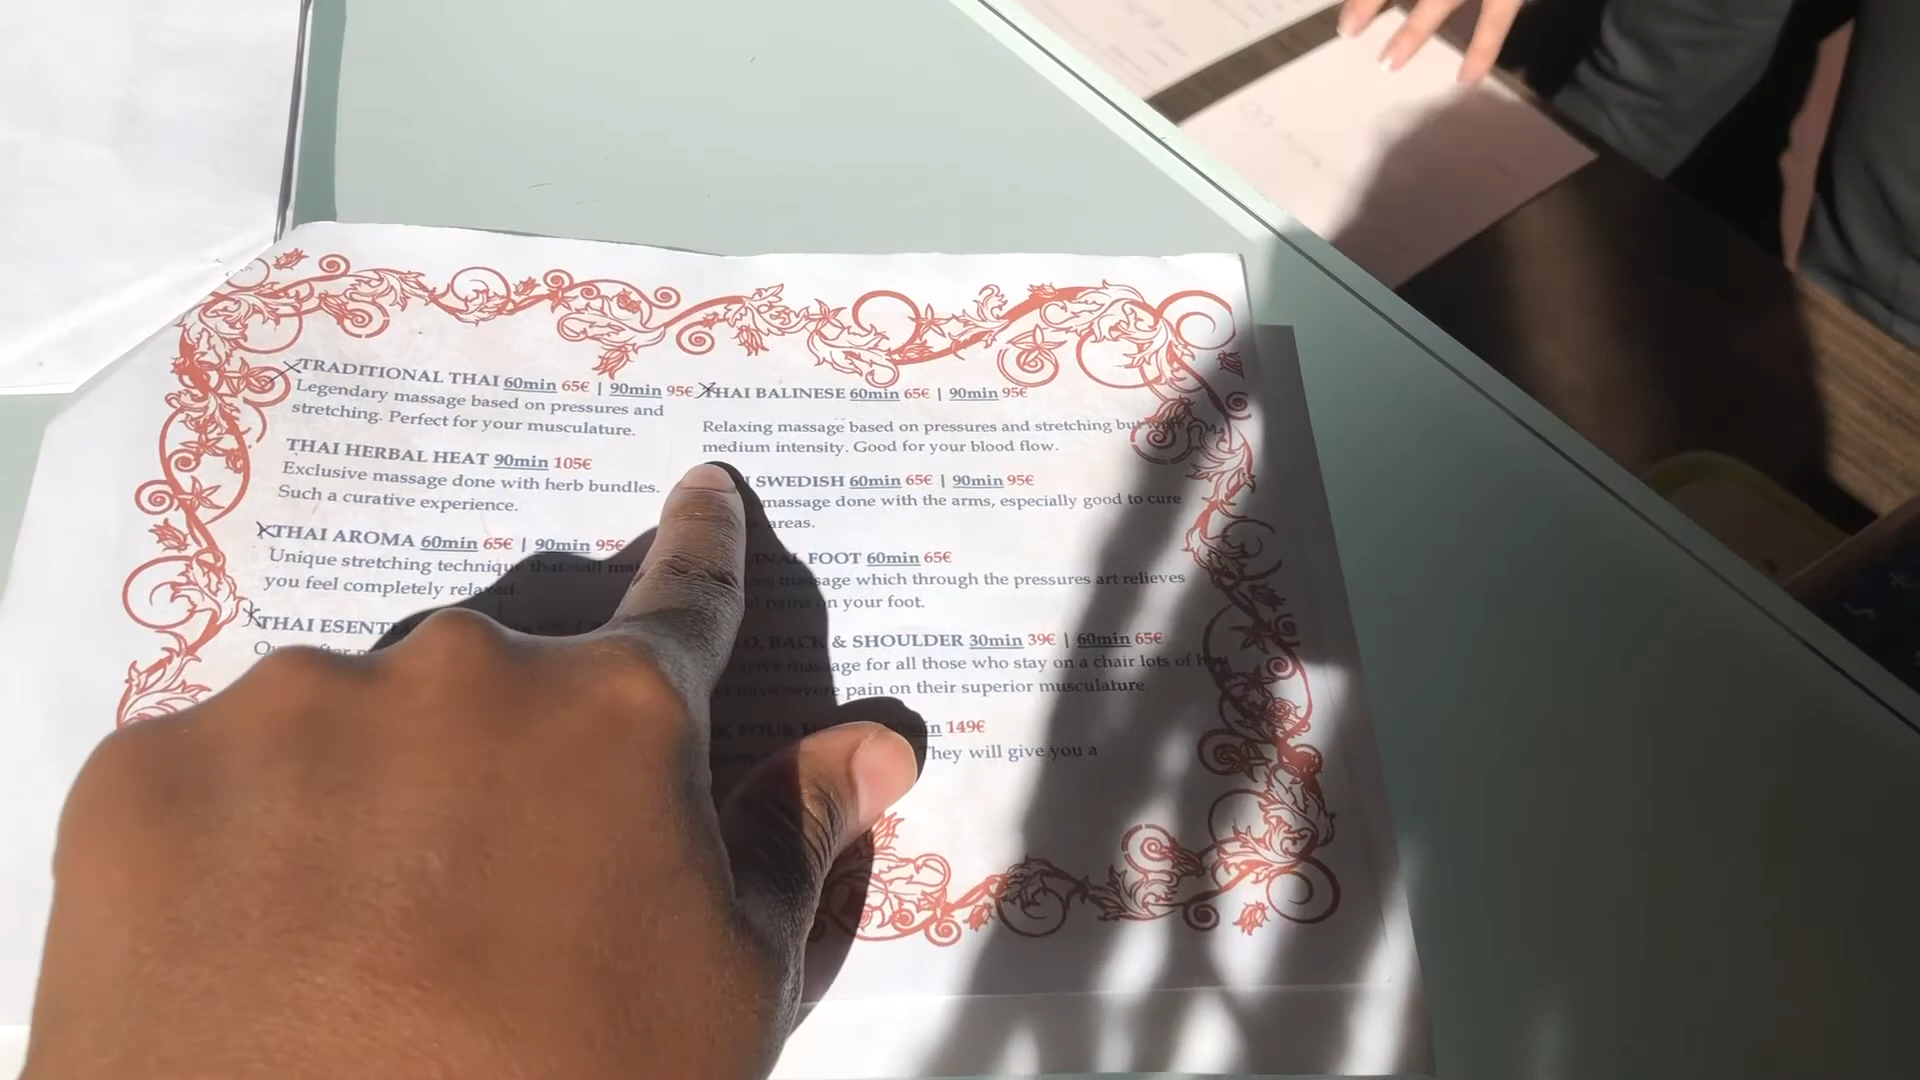 TRADITIONAL THAI 60min 65€ | 90min 95€
Legendary massage based on pressures and
stretching. Perfect for your musculature.
THAI HERBAL HEAT 90min 105€
Exclusive massage done with herb bundles.
Such a curative experience.
THAI AROMA 60min 65€ | 90min 95€
Unique stretching technique that will
you feel completely relaxed
THAI
THAI BALINESE 60min 65€ | 90min 95€
Relaxing massage based on pressures and stretching but
medium intensity. Good for your blood flow.
SWEDISH 60min 65€ | 90min 95€
massage done with the arms, especially good to cure
areas.
FOOT 60min 65€
massage which through the pressures art relieves
pains on your foot.
BACK & SHOULDER 30min 39€ | 60min 65€
massage for all those who stay on a chair lots of
have severe pain on their superior musculature
149€
They will give you a